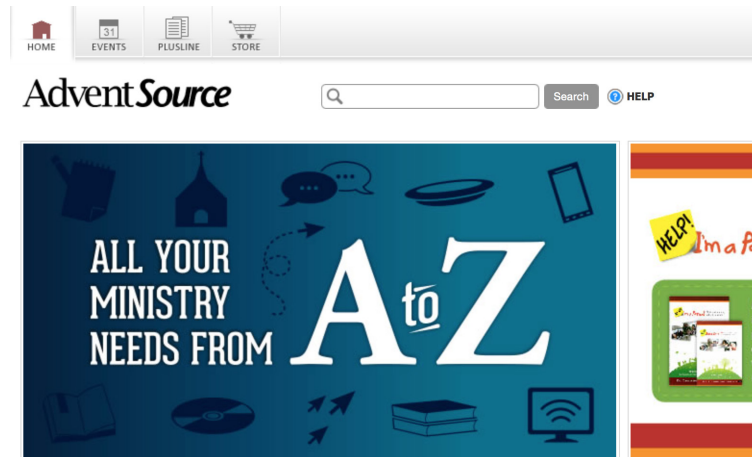 31
HOME
EVENTS
PLUSLINE
STORE
AdventSource
Search
? HELP
ALL YOUR
MINISTRY
NEEDS FROM
A to Z
HELP!
I'm a